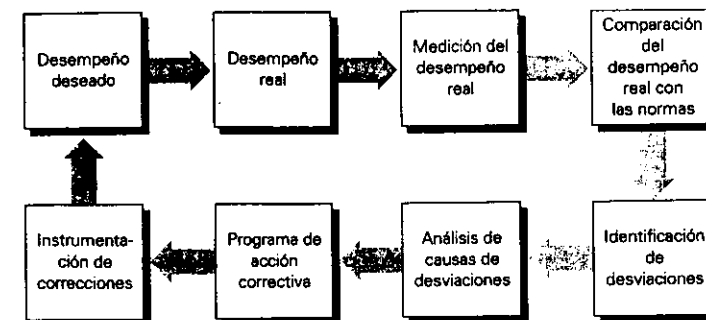 Desempeño
deseado
Desempeño
real
Medición del
desempeño
real
Comparación
del
desempeño
real con
las normas
Instrumenta-
ción de
correcciones
Programa de
acción
correctiva
Análisis de
causas de
desviaciones
Identificación
de
desviaciones